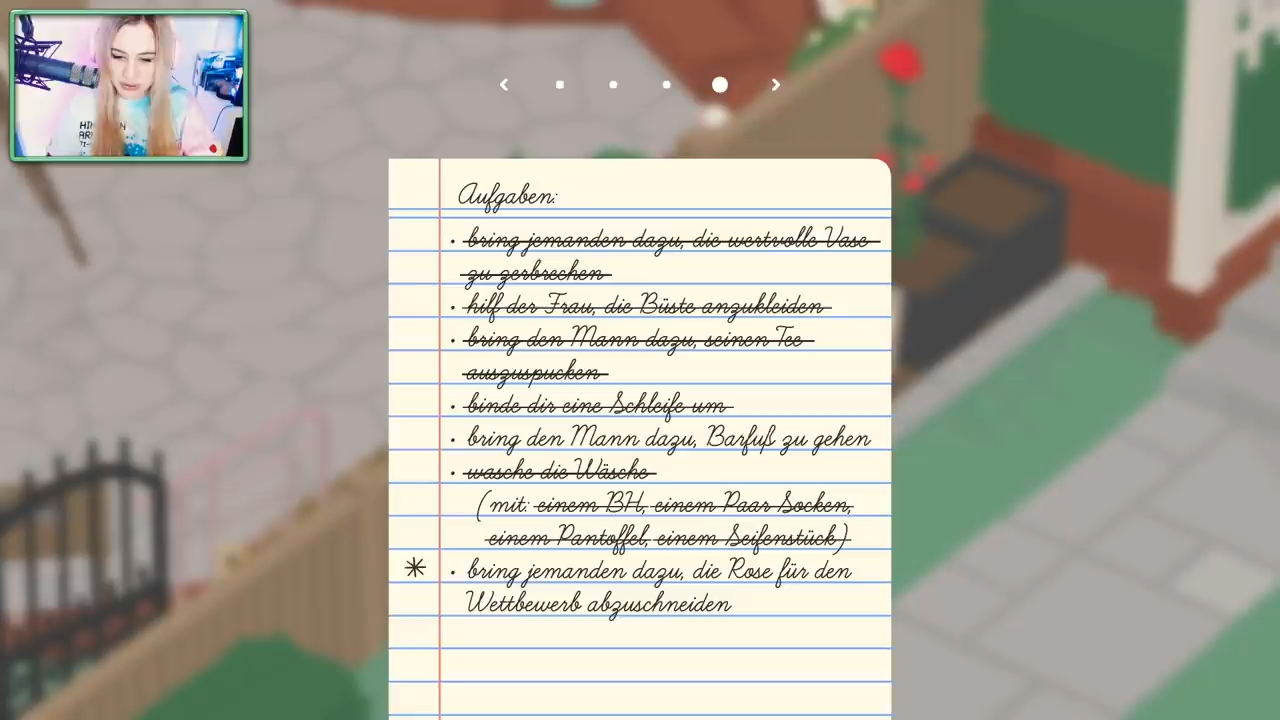 Aufgaben:
• bring jemanden dazu, die wertvolle Vase
zu zerbrechen
• hilf der Frau, die Büste anzukleiden
• bring den Mann dazu, seinen Tee
auszuspucken
• binde dir eine Schleife um
• bring den Mann dazu, Barfuß zu gehen
• wasche die Wäsche
(mit: einem BH, einem Paar Socken,
einem Pantoffel, einem Seifenstück)
• bring jemanden dazu, die Rose für den
Wettbewerb abzuschneiden